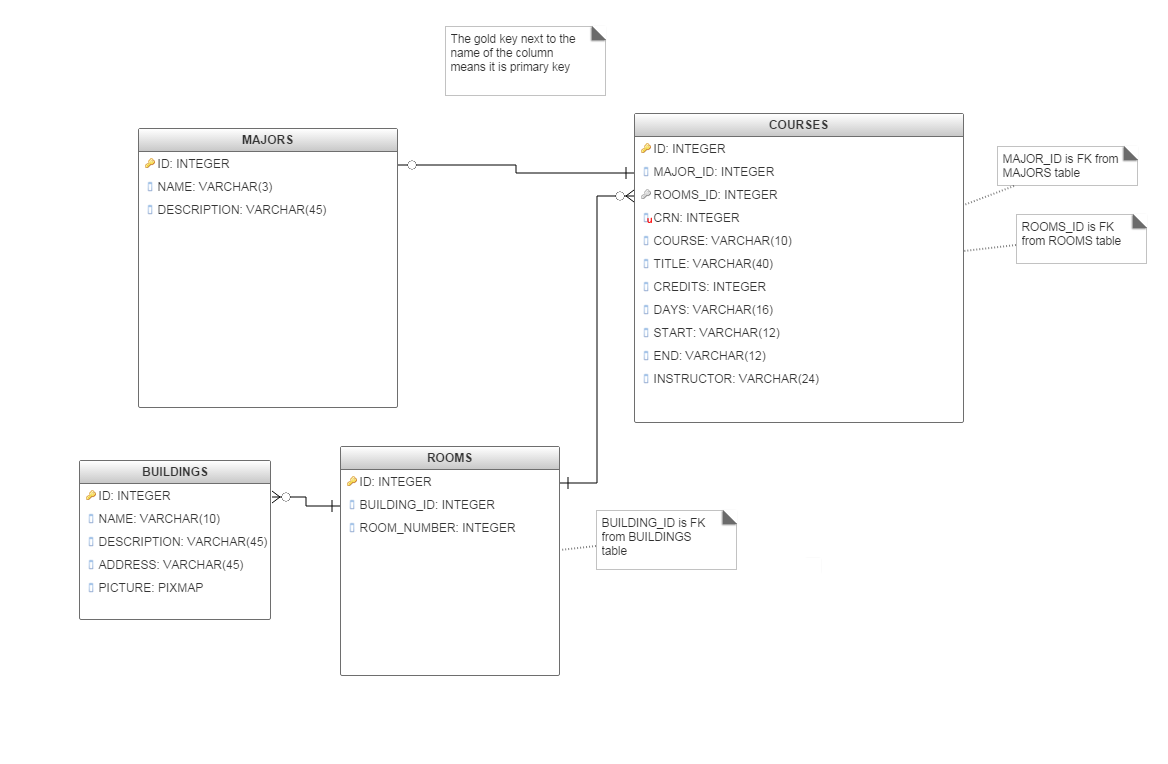 The gold key next to the
name of the column
means it is primary key
MAJORS
ID: INTEGER
NAME: VARCHAR(3)
DESCRIPTION: VARCHAR(45)
COURSES
ID: INTEGER
MAJOR_ID: INTEGER
ROOMS_ID: INTEGER
CRN: INTEGER
COURSE: VARCHAR(10)
TITLE: VARCHAR(40)
CREDITS: INTEGER
DAYS: VARCHAR(16)
START: VARCHAR(12)
END: VARCHAR(12)
INSTRUCTOR: VARCHAR(24)
MAJOR_ID is FK from
MAJORS table
ROOMS_ID is FK
from ROOMS table
BUILDINGS
ID: INTEGER
NAME: VARCHAR(10)
DESCRIPTION: VARCHAR(45)
ADDRESS: VARCHAR(45)
PICTURE: PIXMAP
ROOMS
ID: INTEGER
BUILDING_ID: INTEGER
ROOM_NUMBER: INTEGER
BUILDING_ID is FK
from BUILDINGS
table